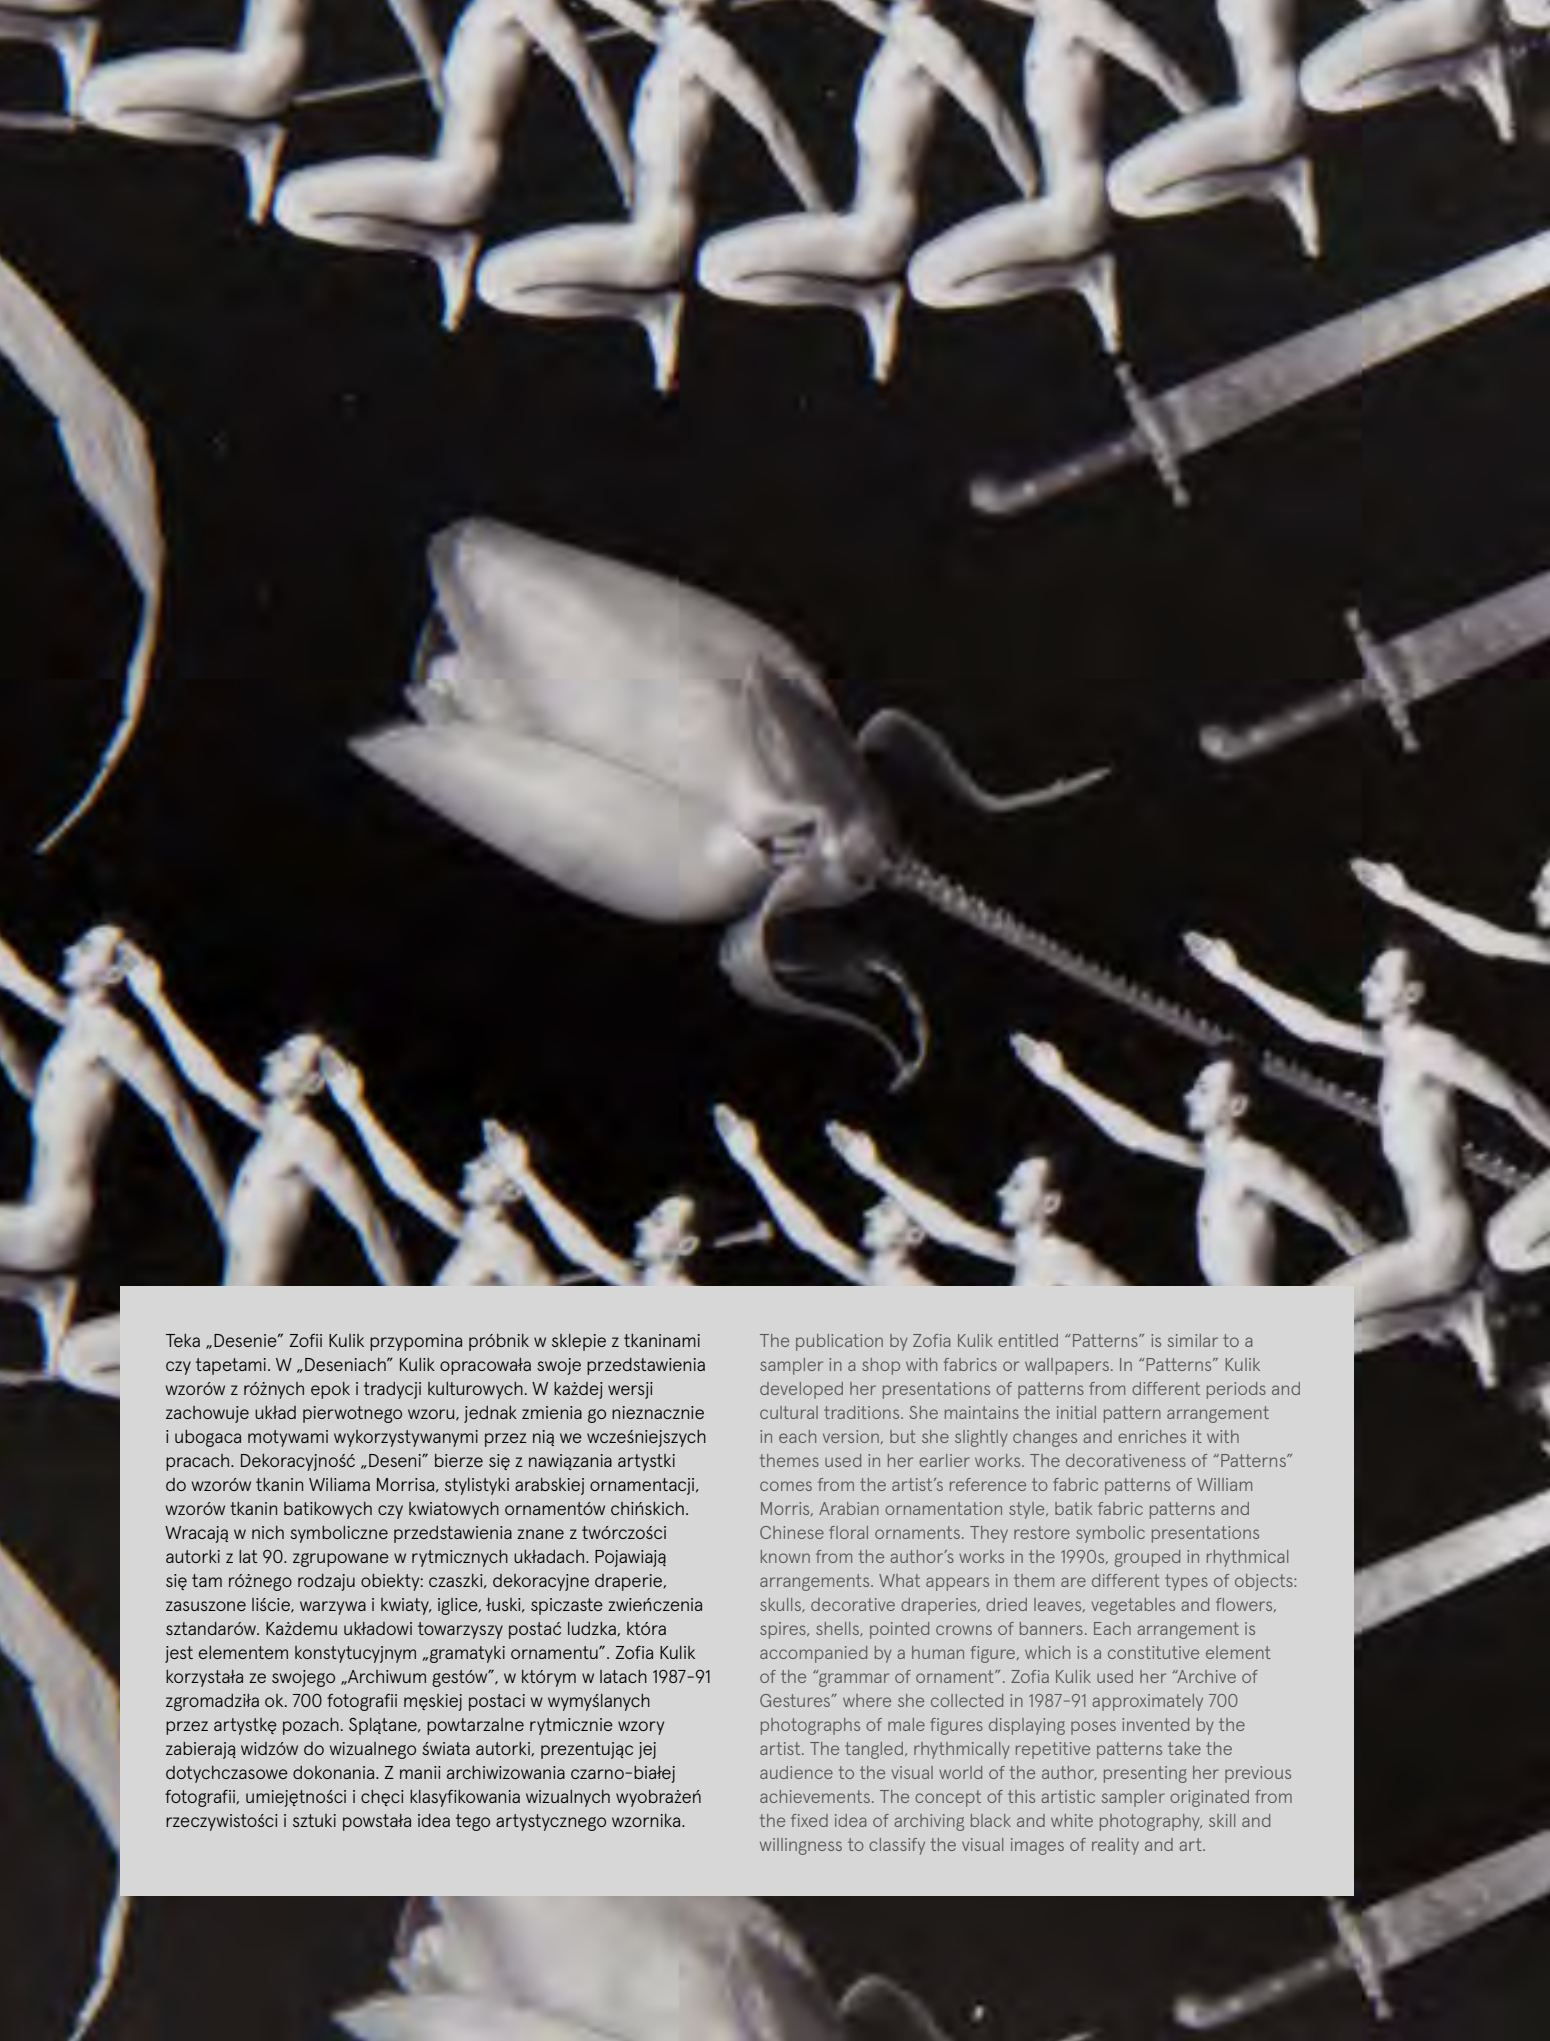 Teka „Desenie” Zofii Kulik przypomina próbnik w sklepie z tkaninami
czy tapetami. W „Deseniach” Kulik opracowała swoje przedstawienia
wzorów z różnych epok i tradycji kulturowych. W każdej wersji
zachowuje układ pierwotnego wzoru, jednak zmienia go nieznacznie
i ubogaca motywami wykorzystywanymi przez nią we wcześniejszych
pracach. Dekoracyjność „Deseni” bierze się z nawiązania artystki
do wzorów tkanin Wiliama Morrisa, stylistyki arabskiej ornamentacji,
wzorów tkanin batikowych czy kwiatowych ornamentów chińskich.
Wracają w nich symboliczne przedstawienia znane z twórczości
autorki z lat 90. zgrupowane w rytmicznych układach. Pojawiają
się tam różnego rodzaju obiekty: czaszki, dekoracyjne draperie,
zasuszone liście, warzywa i kwiaty, iglice, łuski, spiczaste zwieńczenia
sztandarów. Każdemu układowi towarzyszy postać ludzka, która
jest elementem konstytucyjnym „gramatyki ornamentu”. Zofia Kulik
korzystała ze swojego „Archiwum gestów”, w którym w latach 1987-91
zgromadziła ok. 700 fotografii męskiej postaci w wymyślanych
przez artystkę pozach. Splątane, powtarzalne rytmicznie wzory
zabierają widzów do wizualnego świata autorki, prezentując jej
dotychczasowe dokonania. Z manii archiwizowania czarno-białej
fotografii, umiejętności i chęci klasyfikowania wizualnych wyobrażeń
rzeczywistości i sztuki powstała idea tego artystycznego wzornika.
The publication by Zofia Kulik entitled “Patterns” is similar to a
sampler in a shop with fabrics or wallpapers. In “Patterns” Kulik
developed her presentations of patterns from different periods and
cultural traditions. She maintains the initial pattern arrangement
in each version, but she slightly changes and enriches it with
themes used in her earlier works. The decorativeness of “Patterns”
comes from the artist’s reference to fabric patterns of William
Morris, Arabian ornamentation style, batik fabric patterns and
Chinese floral ornaments. They restore symbolic presentations
known from the author’s works in the 1990s, grouped in rhythmical
arrangements. What appears in them are different types of objects:
skulls, decorative draperies, dried leaves, vegetables and flowers,
spires, shells, pointed crowns of banners. Each arrangement is
accompanied by a human figure, which is a constitutive element
of the “grammar of ornament”. Zofia Kulik used her “Archive of
Gestures” where she collected in 1987-91 approximately 700
photographs of male figures displaying poses invented by the
artist. The tangled, rhythmically repetitive patterns take the
audience to the visual world of the author, presenting her previous
achievements. The concept of this artistic sampler originated from
the fixed idea of archiving black and white photography, skill and
willingness to classify the visual images of reality and art.